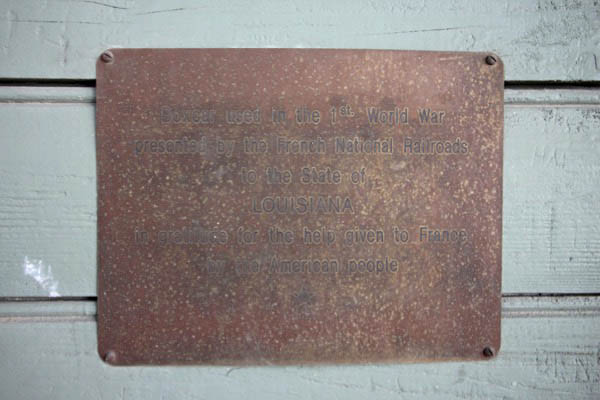 boxcar used in the 1st. World War
presented by the French National Railroads
to the State of
LOUISIANA
in gratitude for the help given to France
by the American people